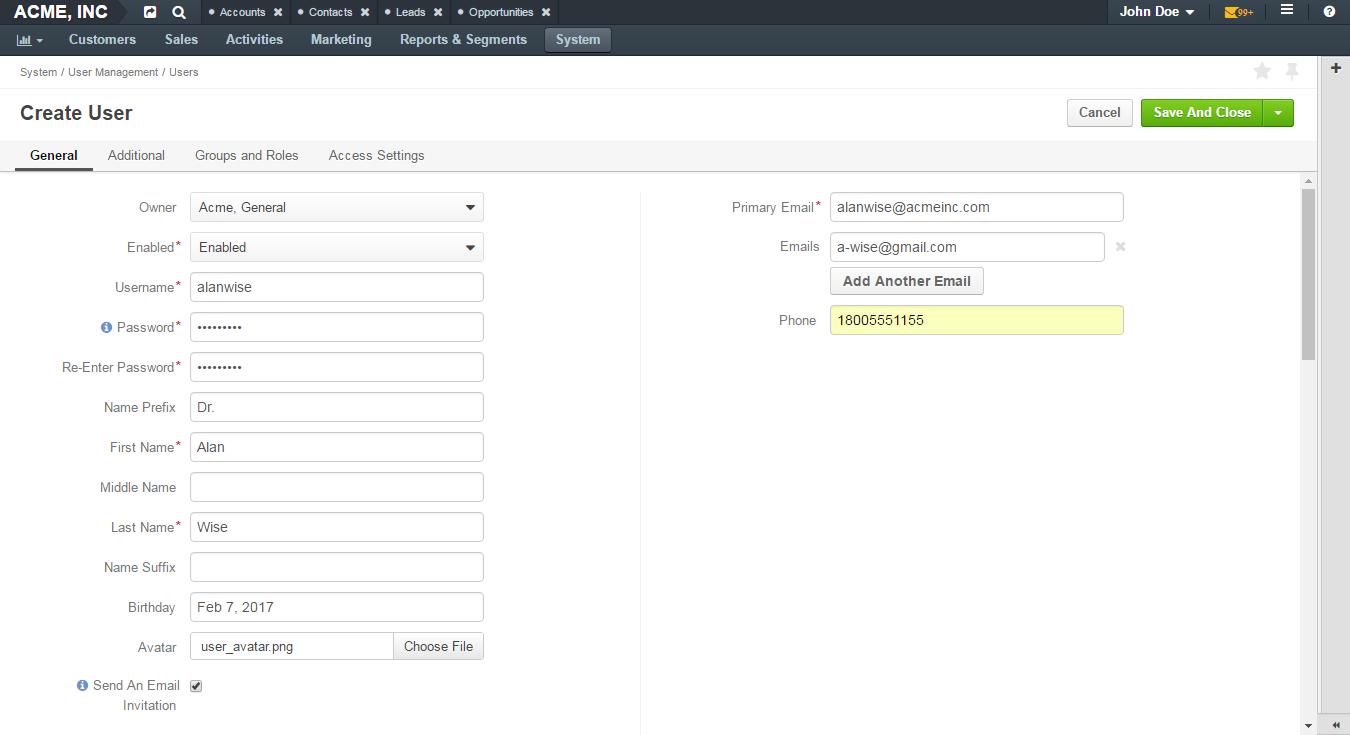 ACME, INC Accounts Contacts Leads Opportunities John Doe 99+
Customers Sales Activities Marketing Reports & Segments System
System / User Management / Users
Create User Cancel Save And Close
General Additional Groups and Roles Access Settings
Owner Acme, General
Enabled* Enabled
Username* alanwise
Password* •••••••••
Re-Enter Password* •••••••••
Name Prefix Dr.
First Name* Alan
Middle Name
Last Name* Wise
Name Suffix
Birthday Feb 7, 2017
Avatar user_avatar.png Choose File
Send An Email
Invitation
Primary Email* alanwise@acmeinc.com
Emails a-wise@gmail.com
Add Another Email
Phone 18005551155